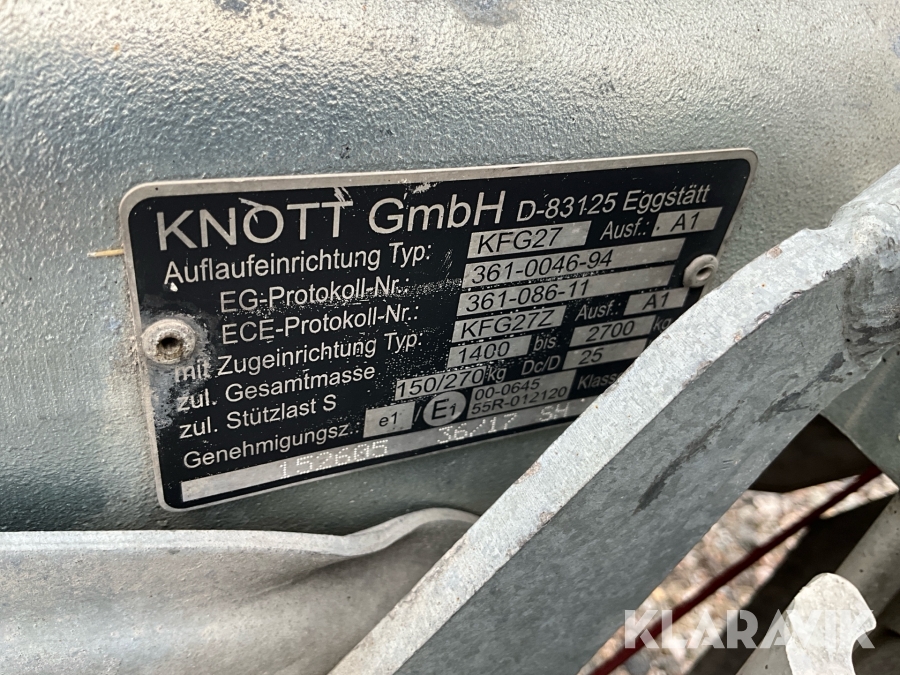 KNOTT GmbH D-83125 Eggstätt
Auflaufeinrichtung Typ: KFG27 Ausf.: A1
EG-Protokoll-Nr.: 361-0046-94
ECE-Protokoll-Nr.: 361-086-11
mit Zugeinrichtung Typ: KFG27Z Ausf.: A1
zul. Gesamtmasse 1400 bis: 2700 kg
zul. Stützlast S 150/270 kg Dc/D 25
Genehmigungsz.: e1 / E1 00-0645 Klasse
55R-012120
152605 36/17 SH
KLARAVIK